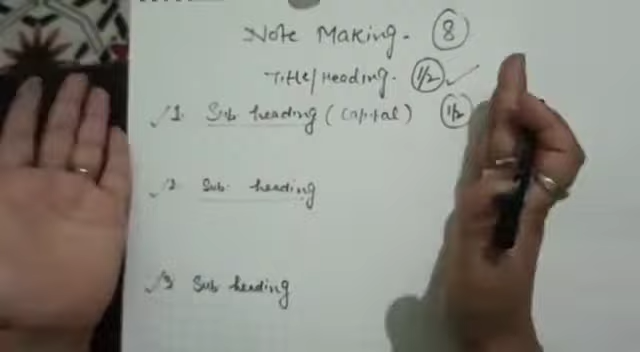 Note Making. 8
Title/Heading. 1/2 ✓
✓ 1. Sub heading (Capital) 1/2
✓ 2. Sub. heading
✓ 3. Sub heading